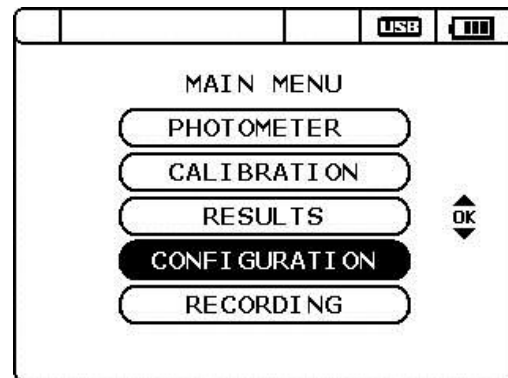 USB
MAIN MENU
PHOTOMETER
CALIBRATION
RESULTS
OK
CONFIGURATION
RECORDING